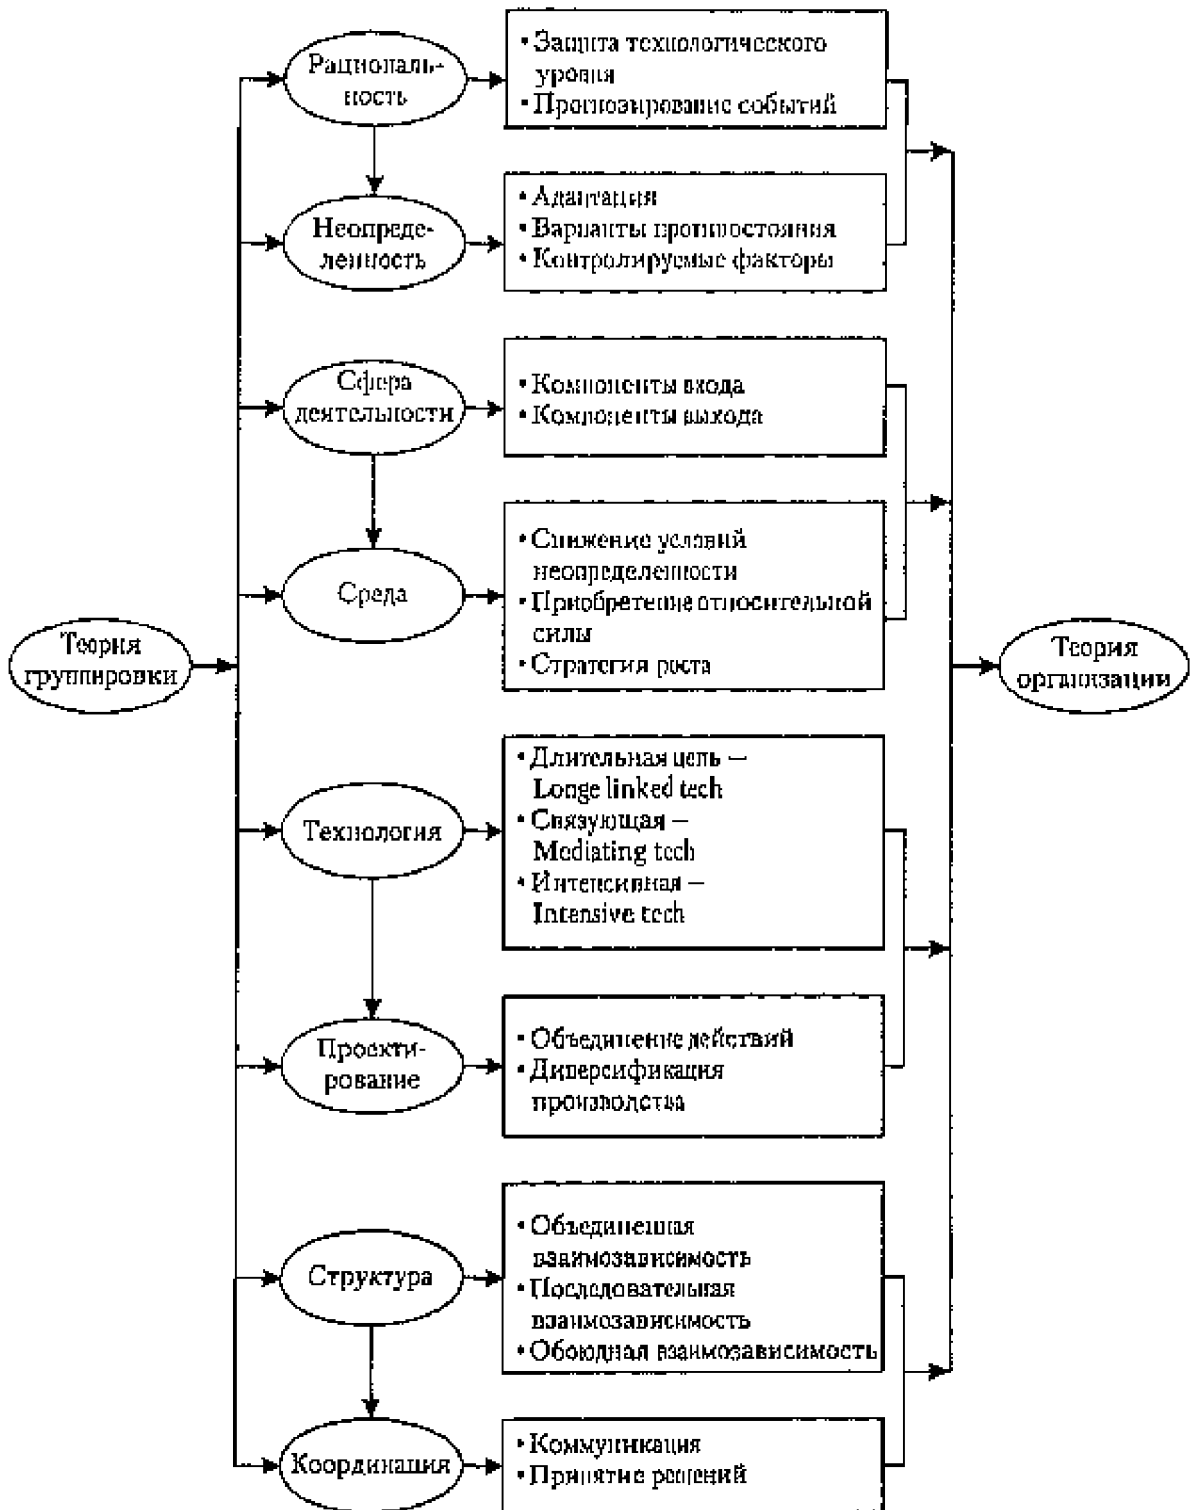 Рациональ-
ность
• Защита технологического
уровня
• Прогнозирование событий
Неопреде-
ленность
• Адаптация
• Варианты противостояния
• Контролируемые факторы
Сфера
деятельности
• Компоненты входа
• Компоненты выхода
Среда
• Снижение условий
неопределенности
• Приобретение относительной
силы
• Стратегия роста
Теория
группировки
Теория
организации
Технология
• Длительная цепь —
Longe linked tech
• Связующая —
Mediating tech
• Интенсивная —
Intensive tech
Проекти-
рование
• Объединение действий
• Диверсификация
производства
Структура
• Объединенная
взаимозависимость
• Последовательная
взаимозависимость
• Обоюдная взаимозависимость
Координация
• Коммуникация
• Принятие решений